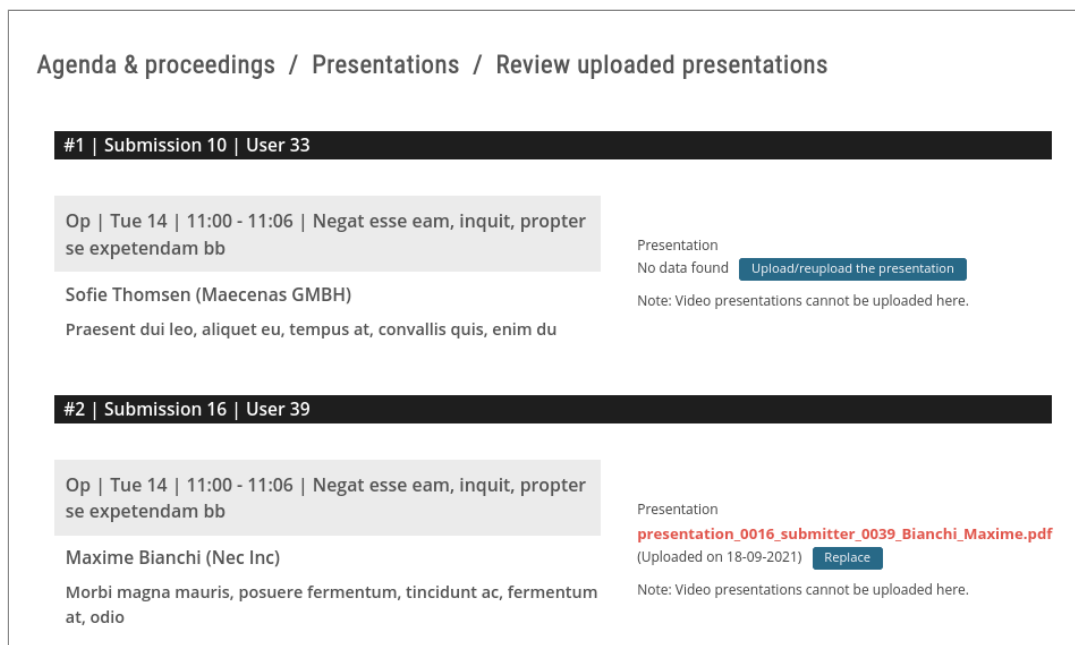 Agenda & proceedings / Presentations / Review uploaded presentations
#1 | Submission 10 | User 33
Op | Tue 14 | 11:00 - 11:06 | Negat esse eam, inquit, propter
se expetendam bb
Sofie Thomsen (Maecenas GMBH)
Praesent dui leo, aliquet eu, tempus at, convallis quis, enim du
Presentation
No data found Upload/reupload the presentation
Note: Video presentations cannot be uploaded here.
#2 | Submission 16 | User 39
Op | Tue 14 | 11:00 - 11:06 | Negat esse eam, inquit, propter
se expetendam bb
Maxime Bianchi (Nec Inc)
Morbi magna mauris, posuere fermentum, tincidunt ac, fermentum
at, odio
Presentation
presentation_0016_submitter_0039_Bianchi_Maxime.pdf
(Uploaded on 18-09-2021) Replace
Note: Video presentations cannot be uploaded here.